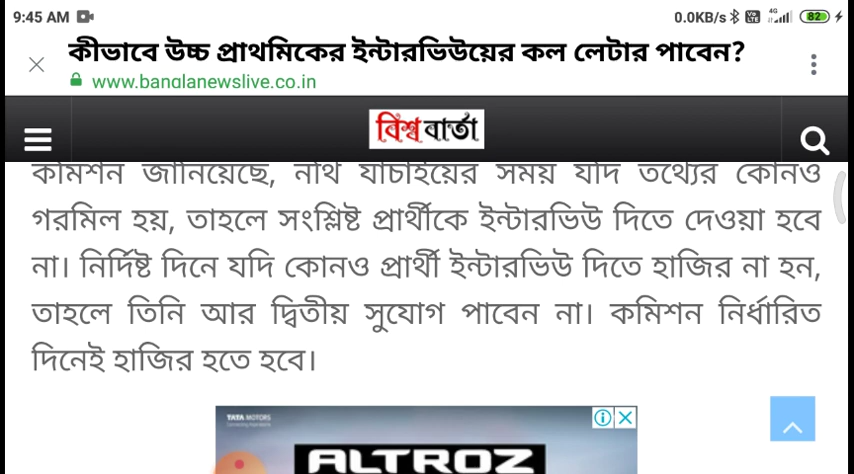 9:45 AM
0.0KB/s 4G 82
কীভাবে উচ্চ প্রাথমিকের ইন্টারভিউয়ের কল লেটার পাবেন?
www.banglanewslive.co.in
বিশ্ব বার্তা
কমিশন জানিয়েছে, নথি যাচাইয়ের সময় যদি তথ্যের কোনও
গরমিল হয়, তাহলে সংশ্লিষ্ট প্রার্থীকে ইন্টারভিউ দিতে দেওয়া হবে
না। নির্দিষ্ট দিনে যদি কোনও প্রার্থী ইন্টারভিউ দিতে হাজির না হন,
তাহলে তিনি আর দ্বিতীয় সুযোগ পাবেন না। কমিশন নির্ধারিত
দিনেই হাজির হতে হবে।
TATA MOTORS
ALTROZ